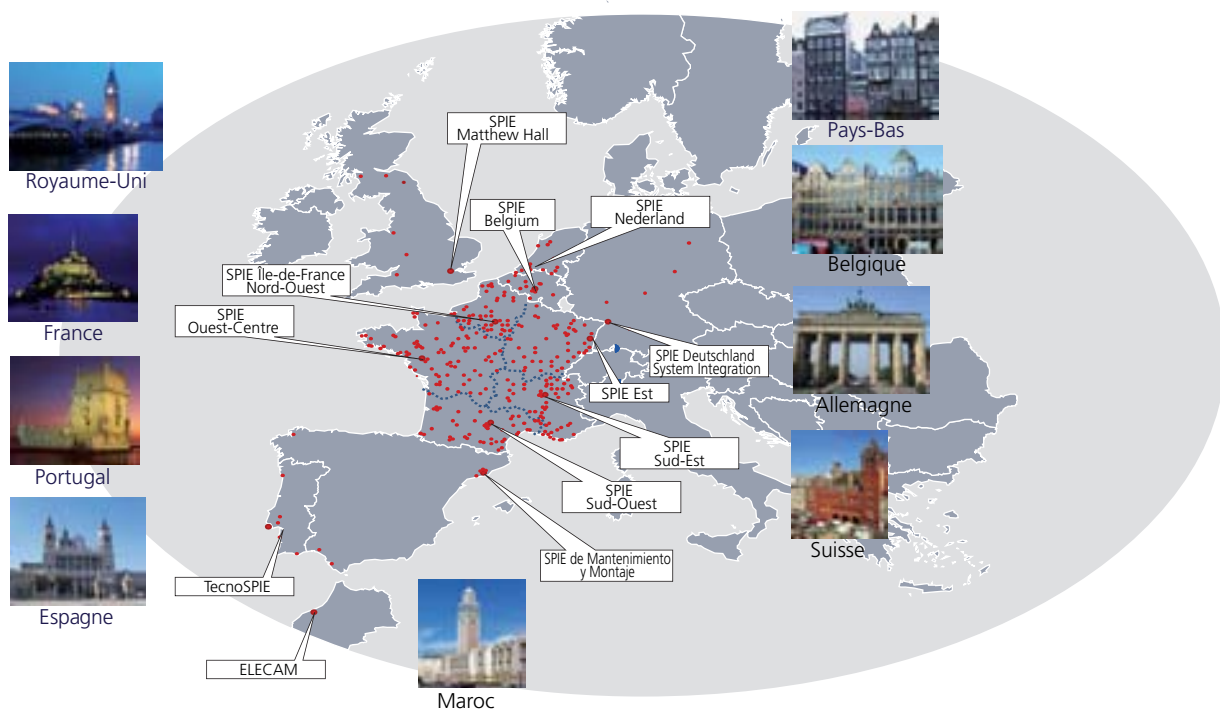 Royaume-Uni
France
Portugal
Espagne
SPIE
Matthew Hall
SPIE
Belgium
SPIE
Nederland
SPIE Île-de-France
Nord-Ouest
SPIE
Ouest-Centre
SPIE Deutschland
System Integration
SPIE Est
SPIE
Sud-Est
SPIE
Sud-Ouest
SPIE de Mantenimiento
y Montaje
TecnoSPIE
ELECAM
Maroc
Pays-Bas
Belgique
Allemagne
Suisse